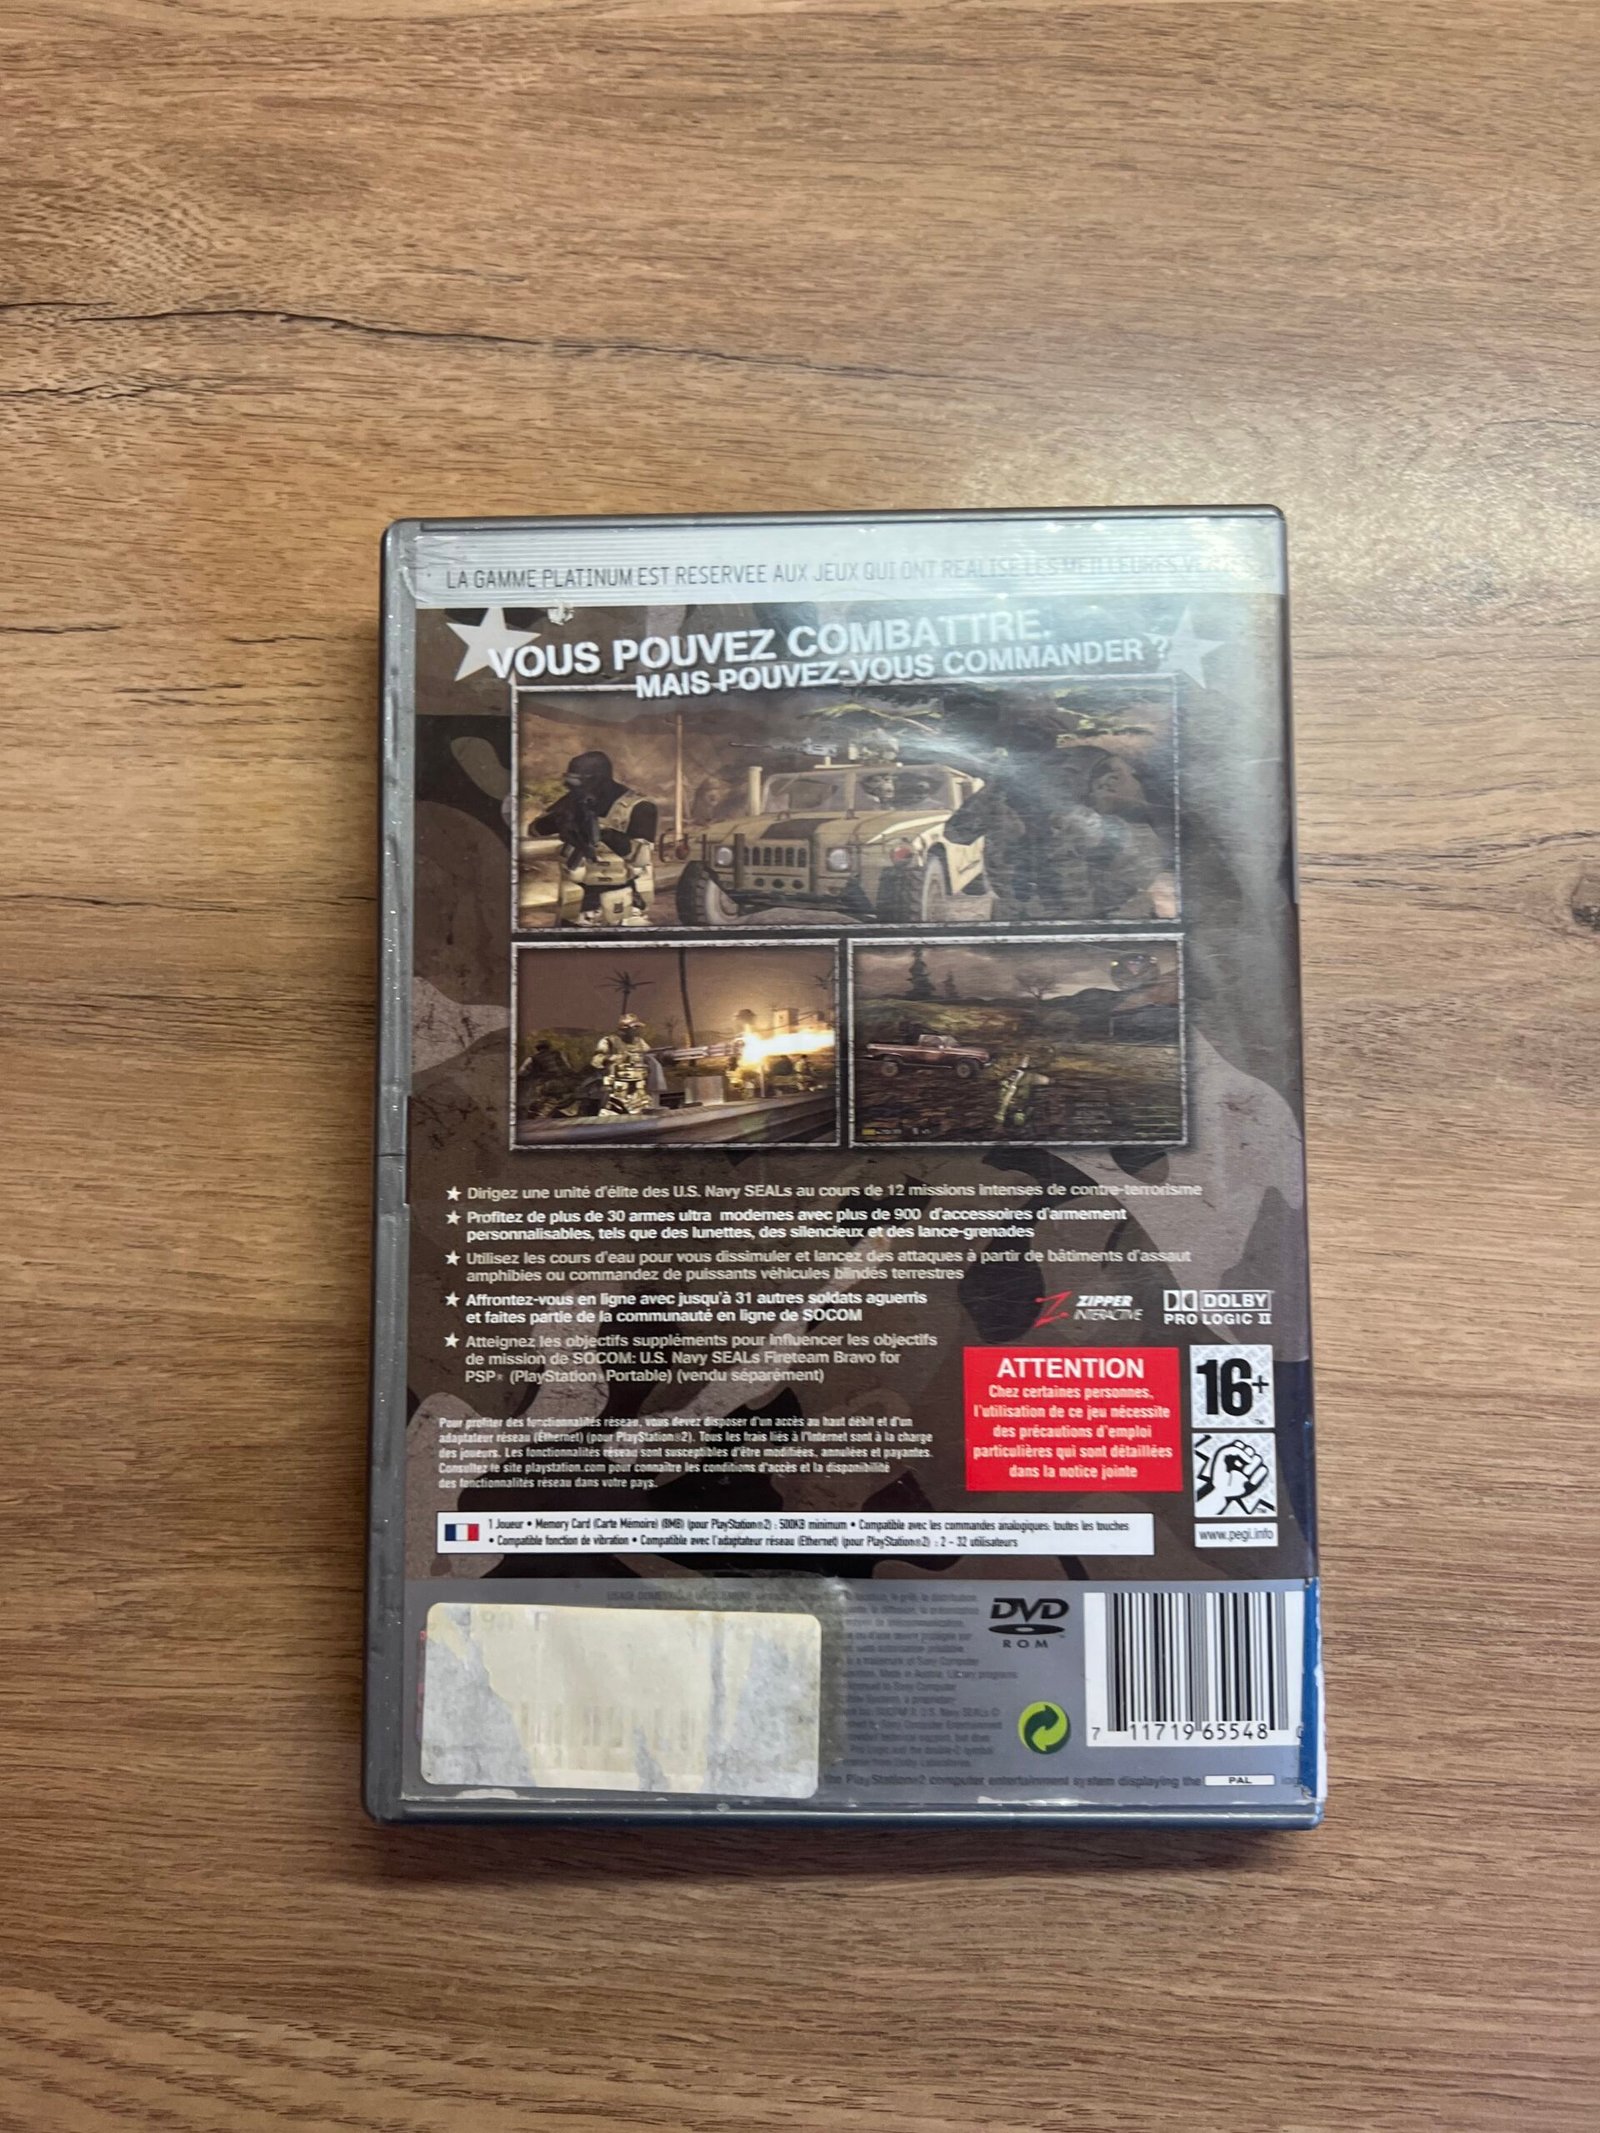 LA GAMME PLATINUM EST RESERVEE AUX JEUX QUI ONT REALISE LES MEILLEURES VENTES
VOUS POUVEZ COMBATTRE.
MAIS POUVEZ-VOUS COMMANDER ?
★ Dirigez une unité d'élite des U.S. Navy SEALs au cours de 12 missions intenses de contre-terrorisme
★ Profitez de plus de 30 armes ultra modernes avec plus de 900 d'accessoires d'armement
personnalisables, tels que des lunettes, des silencieux et des lance-grenades
★ Utilisez les cours d'eau pour vous dissimuler et lancez des attaques à partir de bâtiments d'assaut
amphibies ou commandez de puissants véhicules blindés terrestres
★ Affrontez-vous en ligne avec jusqu'à 31 autres soldats aguerris
et faites partie de la communauté en ligne de SOCOM
★ Atteignez les objectifs suppléments pour influencer les objectifs
de mission de SOCOM: U.S. Navy SEALs Fireteam Bravo for
PSP® (PlayStation®Portable) (vendu séparément)
ZIPPER
INTERACTIVE
DOLBY
PRO LOGIC II
ATTENTION
Chez certaines personnes,
l'utilisation de ce jeu nécessite
des précautions d'emploi
particulières qui sont détaillées
dans la notice jointe
16+
www.pegi.info
Pour profiter des fonctionnalités réseau, vous devez disposer d'un accès au haut débit et d'un
adaptateur réseau (Ethernet) (pour PlayStation®2). Tous les frais liés à l'Internet sont à la charge
des joueurs. Les fonctionnalités réseau sont susceptibles d'être modifiées, annulées et payantes.
Consultez le site playstation.com pour connaître les conditions d'accès et la disponibilité
des fonctionnalités réseau dans votre pays.
1 Joueur • Memory Card (Carte Mémoire) (8MB) (pour PlayStation®2) : 500KB minimum • Compatible avec les commandes analogiques: toutes les touches
• Compatible fonction de vibration • Compatible avec l'adaptateur réseau (Ethernet) (pour PlayStation®2) : 2 – 32 utilisateurs
DVD
ROM
7 11719 65548
the PlayStation®2 computer entertainment system displaying the PAL